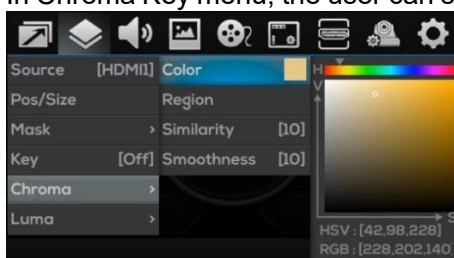 In Chroma Key menu, the user can
Source [HDMI1] Color H
Pos/Size Region V
Mask > Similarity [10]
Key [Off] Smoothness [10]
Chroma >
Luma > S
HSV : [42,98,228]
RGB : [228,202,140]